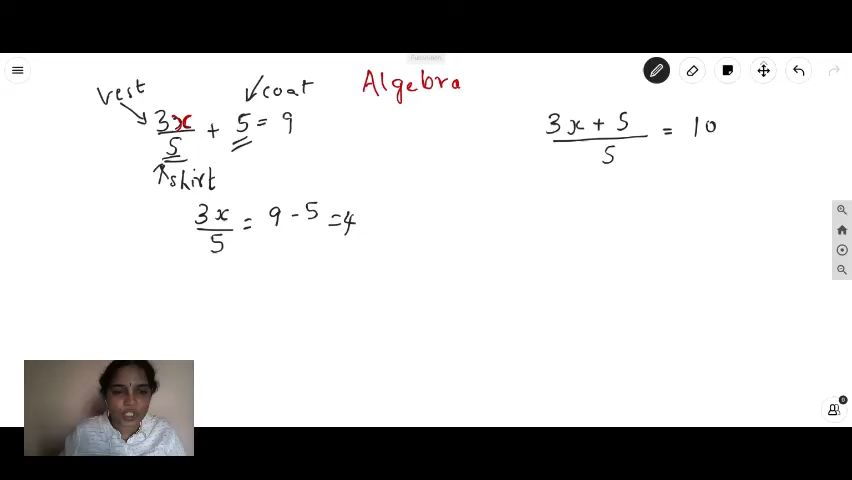 Algebra
vest
coat
3x/5 + 5 = 9
shirt
3x/5 = 9 - 5 = 4
3x + 5/5 = 10